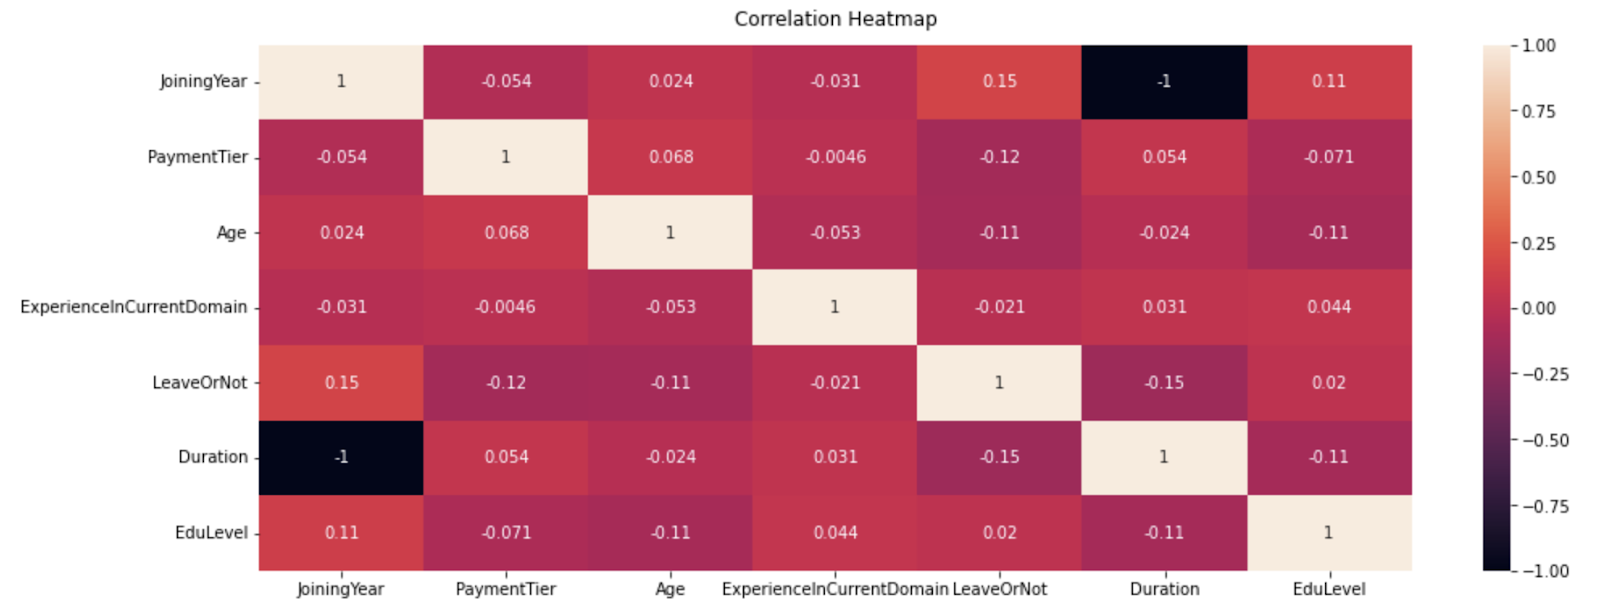 Correlation Heatmap
JoiningYear 1 -0.054 0.024 -0.031 0.15 -1 0.11
PaymentTier -0.054 1 0.068 -0.0046 -0.12 0.054 -0.071
Age 0.024 0.068 1 -0.053 -0.11 -0.024 -0.11
ExperienceInCurrentDomain -0.031 -0.0046 -0.053 1 -0.021 0.031 0.044
LeaveOrNot 0.15 -0.12 -0.11 -0.021 1 -0.15 0.02
Duration -1 0.054 -0.024 0.031 -0.15 1 -0.11
EduLevel 0.11 -0.071 -0.11 0.044 0.02 -0.11 1
JoiningYear PaymentTier Age ExperienceInCurrentDomain LeaveOrNot Duration EduLevel
1.00
0.75
0.50
0.25
0.00
−0.25
−0.50
−0.75
−1.00